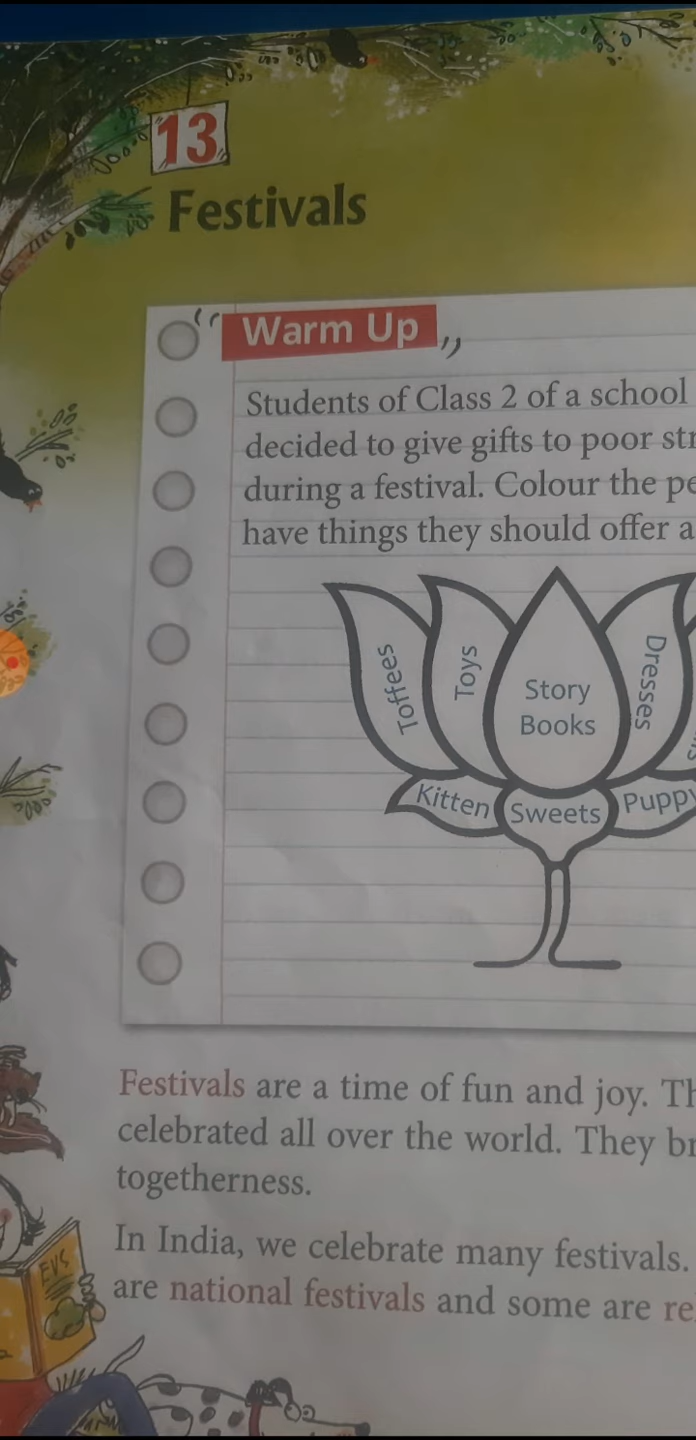 13
Festivals
Warm Up
Students of Class 2 of a school
decided to give gifts to poor
during a festival. Colour the
have things they should offer
Toffees
Toys
Story
Books
Dresses
Kitten
Sweets
Puppy
Festivals are a time of fun and joy.
celebrated all over the world. They
togetherness.
In India, we celebrate many festivals.
are national festivals and some are
EVS